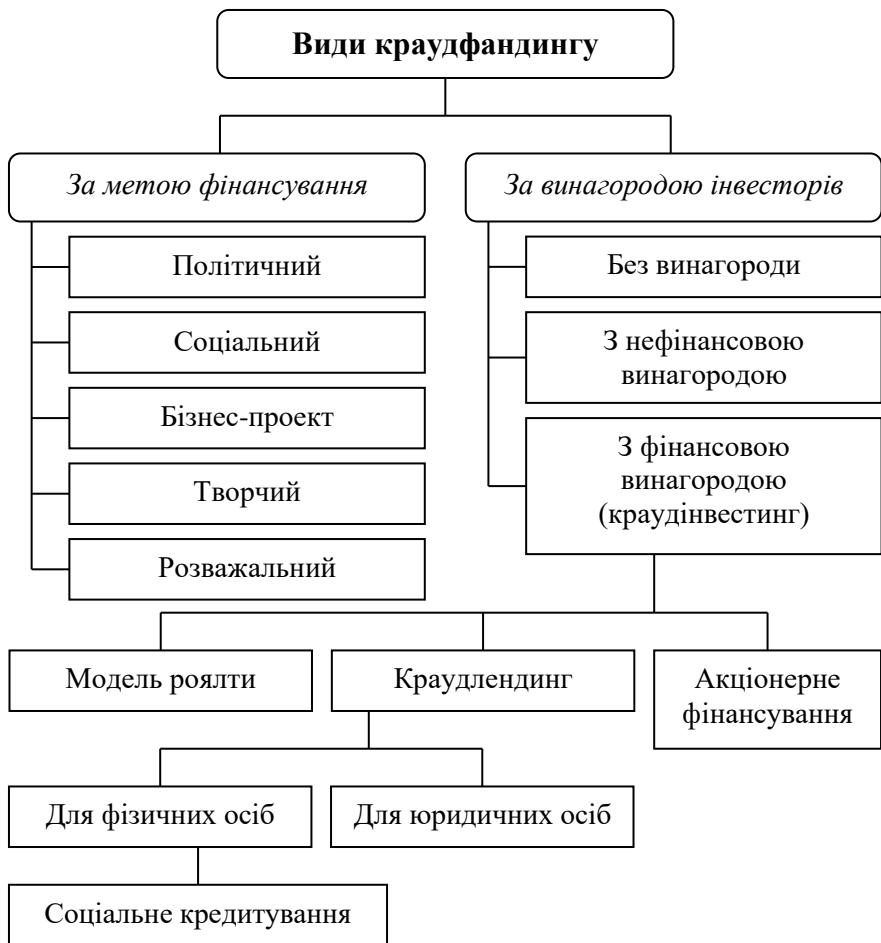 Види краудфандингу
За метою фінансування
Політичний
Соціальний
Бізнес-проект
Творчий
Розважальний
За винагородою інвесторів
Без винагороди
З нефінансовою
винагородою
З фінансовою
винагородою
(краудінвестинг)
Модель роялти
Краудлендинг
Акціонерне
фінансування
Для фізичних осіб
Для юридичних осіб
Соціальне кредитування